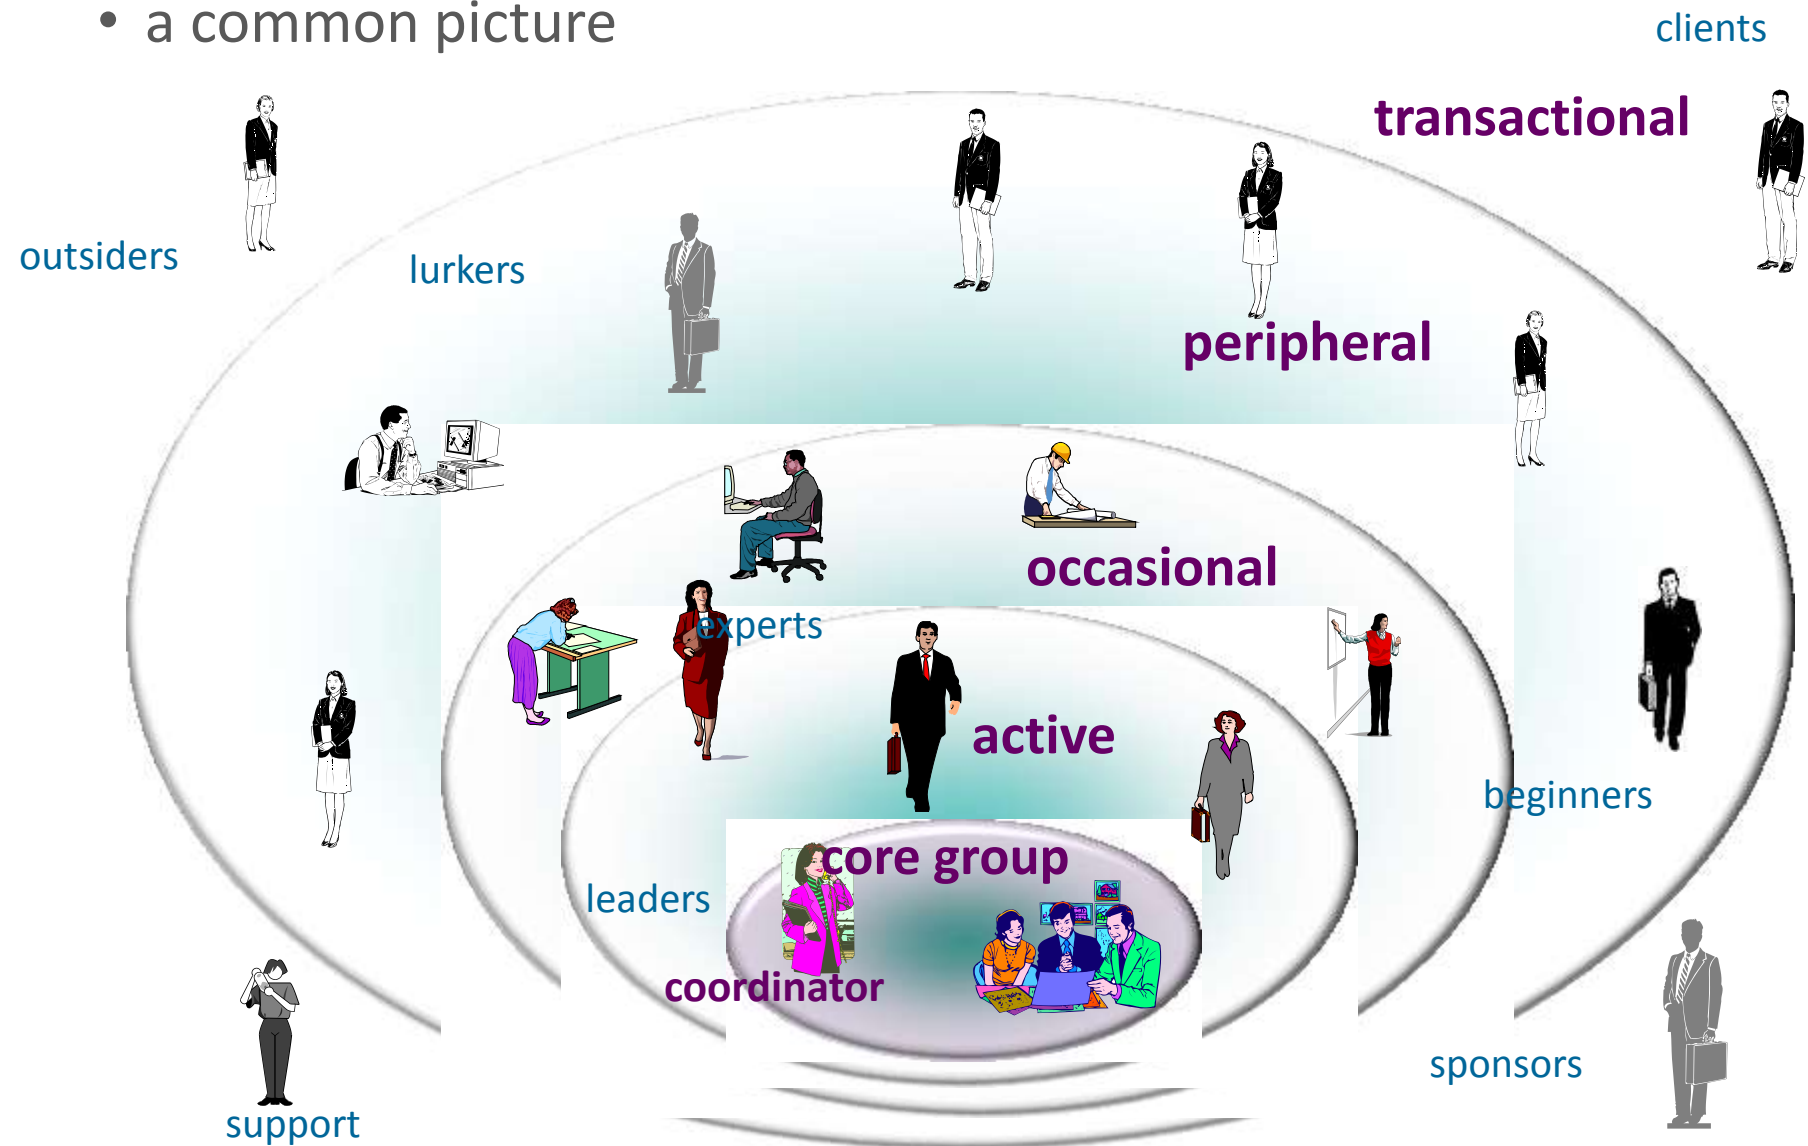 • a common picture
clients
transactional
outsiders
lurkers
peripheral
occasional
experts
active
beginners
core group
leaders
coordinator
sponsors
support